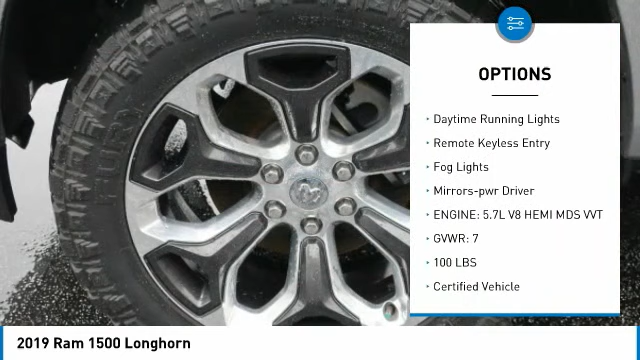 OPTIONS
· Daytime Running Lights
· Remote Keyless Entry
· Fog Lights
· Mirrors-pwr Driver
· ENGINE: 5.7L V8 HEMI MDS VVT
· GVWR: 7
· 100 LBS
· Certified Vehicle
2019 Ram 1500 Longhorn